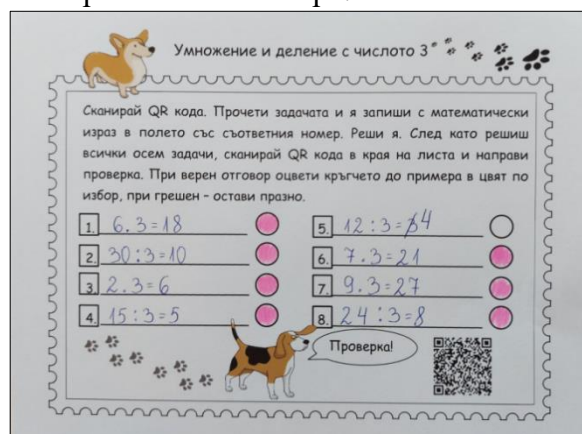 Умножение и деление с числото 3
Сканирай QR кода. Прочети задачата и я запиши с математически
израз в полето със съответния номер. Реши я. След като решиш
всички осем задачи, сканирай QR кода в края на листа и направи
проверка. При верен отговор оцвети кръгчето до примера в цвят по
избор, при грешен - остави празно.
1. 6.3=18
2. 30:3=10
3. 2.3=6
4. 15:3=5
5. 12:3=4
6. 7.3=21
7. 9.3=27
8. 24:3=8
Проверка!